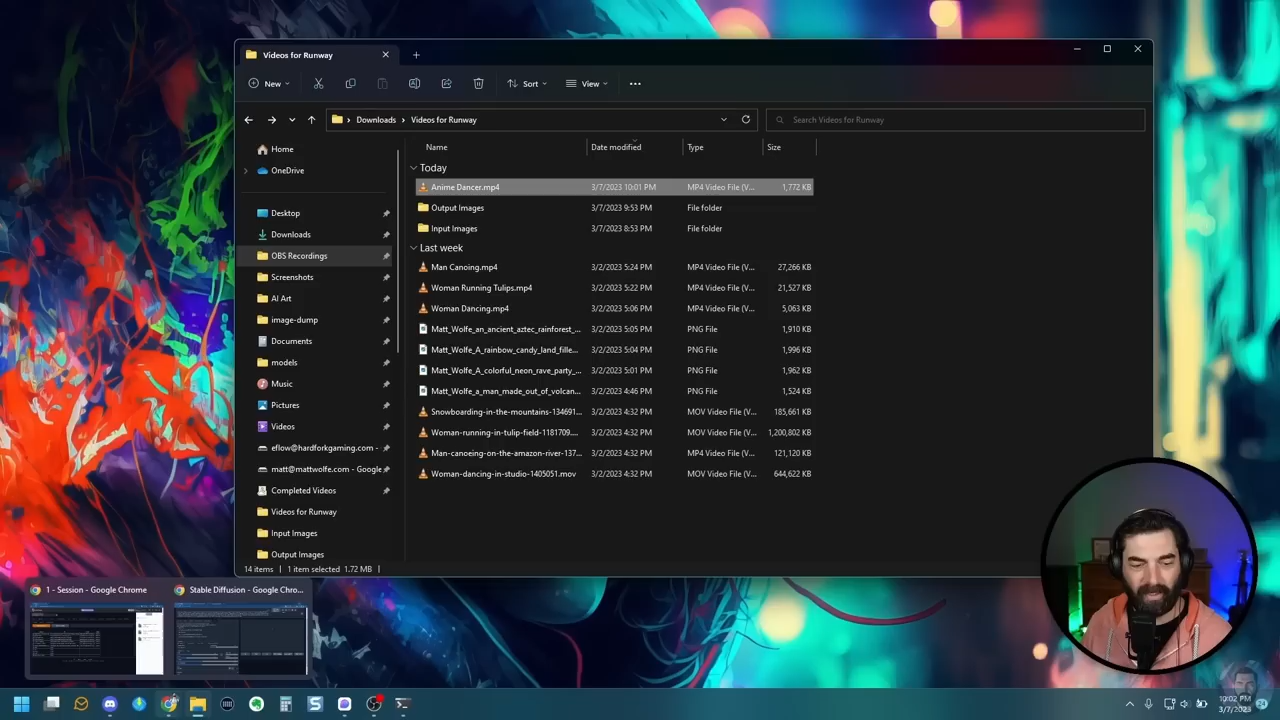 Videos for Runway
New
Sort
View
Downloads
Videos for Runway
Search Videos for Runway
Home
OneDrive
Desktop
Downloads
OBS Recordings
Screenshots
AI Art
image-dump
Documents
models
Music
Pictures
Videos
eflow@hardforkgaming.com -
matt@mattwolfe.com - Google
Completed Videos
Videos for Runway
Input Images
Output Images
Name Date modified Type Size
Today
Anime Dancer.mp4 3/7/2023 10:01 PM MP4 Video File (V... 1,772 KB
Output Images 3/7/2023 9:53 PM File folder
Input Images 3/7/2023 8:53 PM File folder
Last week
Man Canoing.mp4 3/2/2023 5:24 PM MP4 Video File (V... 27,266 KB
Woman Running Tulips.mp4 3/2/2023 5:22 PM MP4 Video File (V... 21,527 KB
Woman Dancing.mp4 3/2/2023 5:06 PM MP4 Video File (V... 5,063 KB
Matt_Wolfe_an_ancient_aztec_rainforest_... 3/2/2023 5:05 PM PNG File 1,910 KB
Matt_Wolfe_A_rainbow_candy_land_fille... 3/2/2023 5:04 PM PNG File 1,996 KB
Matt_Wolfe_A_colorful_neon_rave_party_... 3/2/2023 5:01 PM PNG File 1,962 KB
Matt_Wolfe_a_man_made_out_of_volcan... 3/2/2023 4:46 PM PNG File 1,524 KB
Snowboarding-in-the-mountains-134691... 3/2/2023 4:32 PM MOV Video File (V... 185,661 KB
Woman-running-in-tulip-field-1181709.... 3/2/2023 4:32 PM MOV Video File (V... 1,200,802 KB
Man-canoeing-on-the-amazon-river-137... 3/2/2023 4:32 PM MP4 Video File (V... 121,120 KB
Woman-dancing-in-studio-1405051.mov 3/2/2023 4:32 PM MOV Video File (V... 644,622 KB
14 items 1 item selected 1.72 MB
1 - Session - Google Chrome
Stable Diffusion - Google Chro...
10:02 PM
3/7/2023